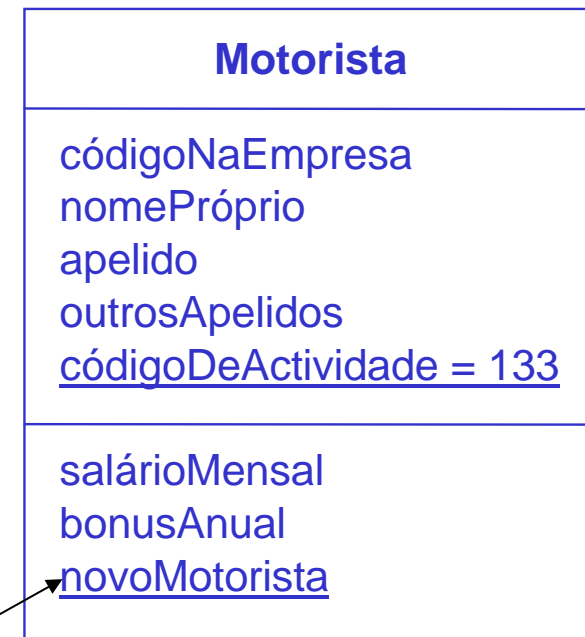 Motorista
códigoNaEmpresa
nomePróprio
apelido
outrosApelidos
códigoDeActividade = 133
salárioMensal
bonusAnual
novoMotorista